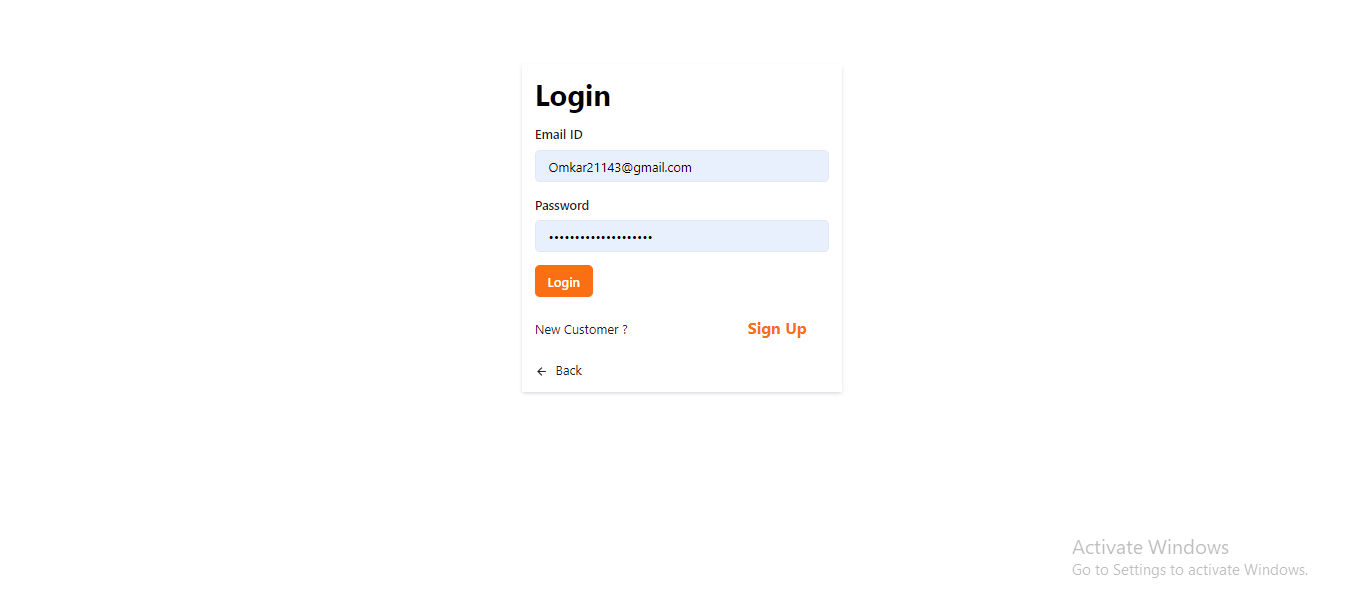 Login
Email ID
Omkar21143@gmail.com
Password
••••••••••••••••••••
Login
New Customer ? Sign Up
← Back
Activate Windows
Go to Settings to activate Windows.